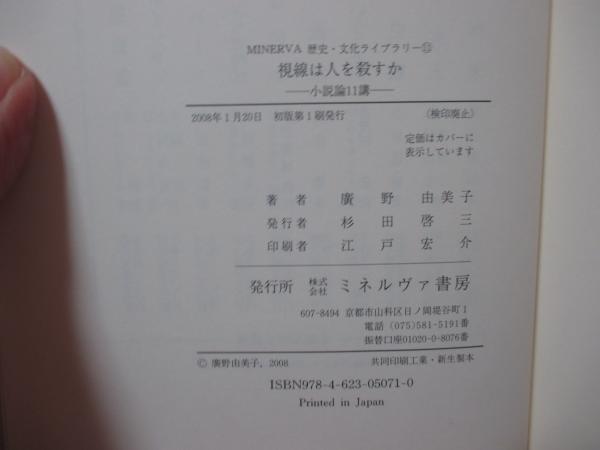 MINERVA 歴史・文化ライブラリー⑬
視線は人を殺すか
――小説論11講――
2008年1月20日 初版第1刷発行 〈検印廃止〉
定価はカバーに
表示しています
著者 廣野由美子
発行者 杉田啓三
印刷者 江戸宏介
発行所 株式会社 ミネルヴァ書房
607-8494 京都市山科区日ノ岡堤谷町1
電話 (075)581-5191番
振替口座01020-0-8076番
© 廣野由美子, 2008 共同印刷工業・新生製本
ISBN978-4-623-05071-0
Printed in Japan